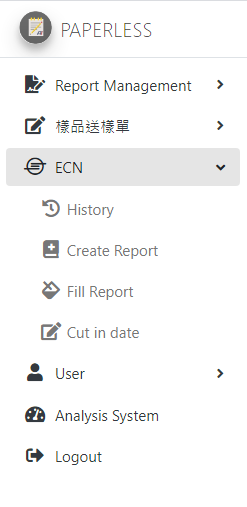 PAPERLESS
Report Management
樣品送樣單
ECN
History
Create Report
Fill Report
Cut in date
User
Analysis System
Logout